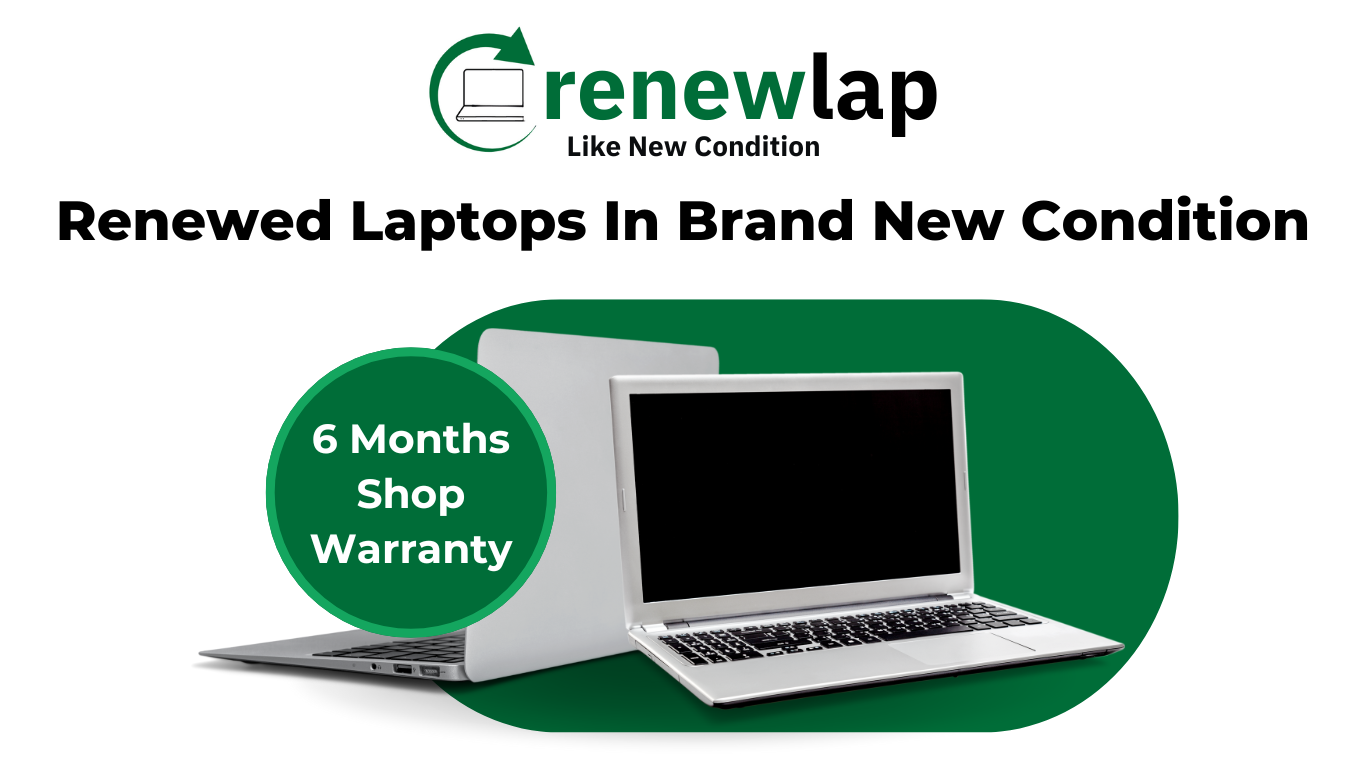 renewlap
Like New Condition
Renewed Laptops In Brand New Condition
6 Months
Shop
Warranty